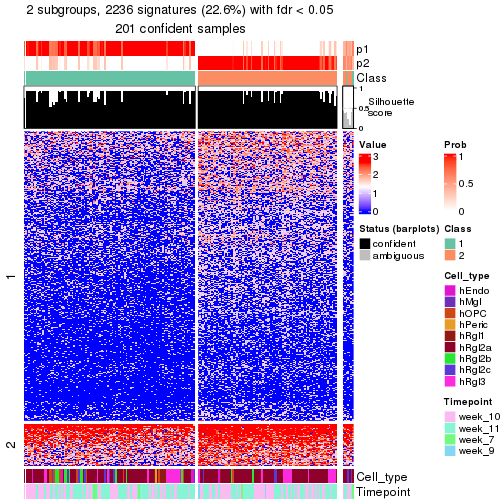 2 subgroups, 2236 signatures (22.6%) with fdr < 0.05
201 confident samples
p1
p2
Class
1
0.5
0
Silhouette
score
1
2
Cell_type
Timepoint
Value
3
2
1
0
Prob
1
0.5
0
Status (barplots)
confident
ambiguous
Class
1
2
Cell_type
hEndo
hMgl
hOPC
hPeric
hRgl1
hRgl2a
hRgl2b
hRgl2c
hRgl3
Timepoint
week_10
week_11
week_7
week_9